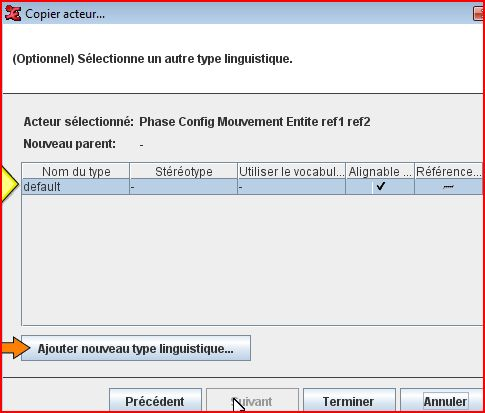 Copier acteur...
(Optionnel) Sélectionne un autre type linguistique.
Acteur sélectionné: Phase Config Mouvement Entite ref1 ref2
Nouveau parent: -
Nom du type Stéréotype Utiliser le vocabul... Alignable ... Référence...
default - -
Ajouter nouveau type linguistique...
Précédent Suivant Terminer Annuler